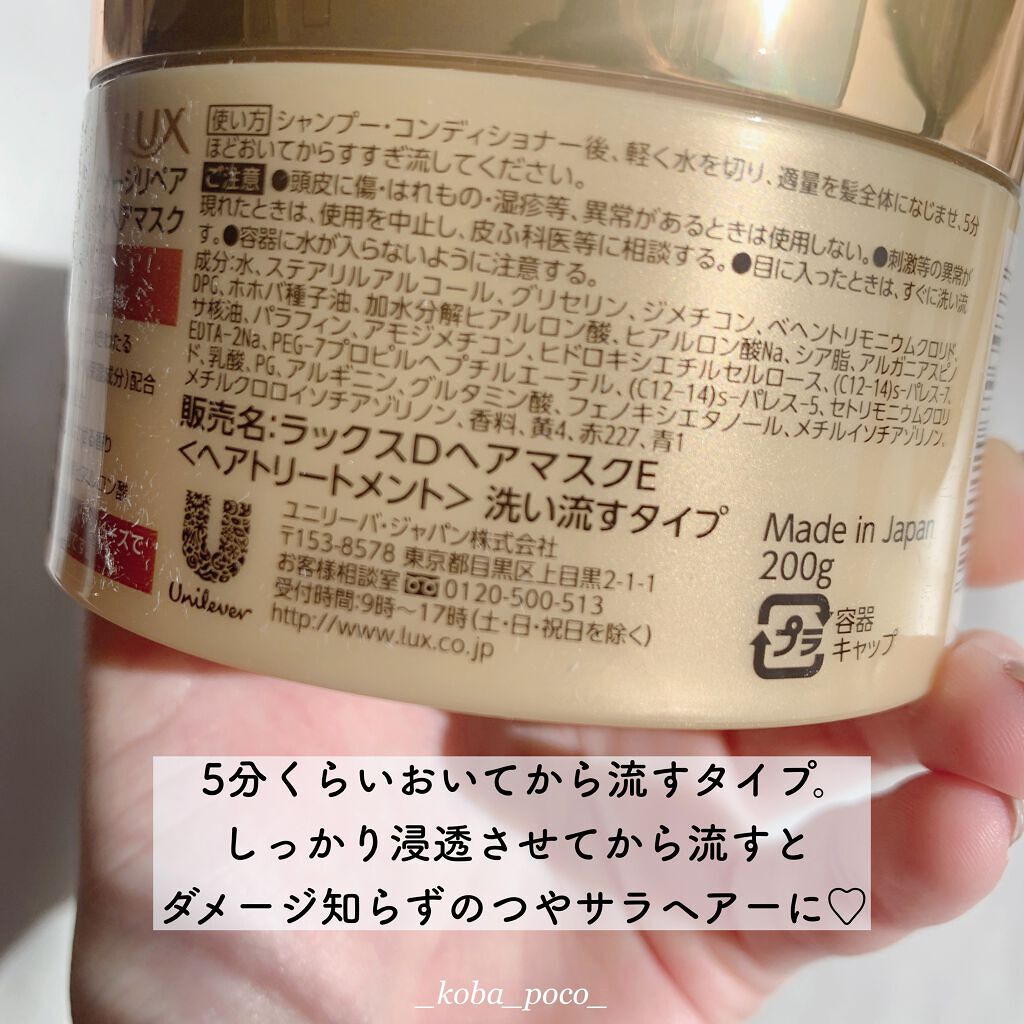 LUX
ージリペア
ヘアマスク
成分)配合
ロン酸
使い方 シャンプー・コンディショナー後、軽く水を切り、適量を髪全体になじませ、5分
ほどおいてからすすぎ流してください。
ご注意 ●頭皮に傷・はれもの・湿疹等、異常があるときは使用しない。●刺激等の異常が
現れたときは、使用を中止し、皮ふ科医等に相談する。●目に入ったときは、すぐに洗い流
す。●容器に水が入らないように注意する。
成分:水、ステアリルアルコール、グリセリン、ジメチコン、ベヘントリモニウムクロリド、
DPG、ホホバ種子油、加水分解ヒアルロン酸、ヒアルロン酸Na、シア脂、アルガニアスピノ
サ核油、パラフィン、アモジメチコン、ヒドロキシエチルセルロース、(C12-14)s-パレス-7、
EDTA-2Na、PEG-7プロピルヘプチルエーテル、(C12-14)s-パレス-5、セトリモニウムクロリ
ド、乳酸、PG、アルギニン、グルタミン酸、フェノキシエタノール、メチルイソチアゾリノン、
メチルクロロイソチアゾリノン、香料、黄4、赤227、青1
販売名:ラックスDヘアマスクE
<ヘアトリートメント> 洗い流すタイプ
Unilever
ユニリーバ・ジャパン株式会社
〒153-8578 東京都目黒区上目黒2-1-1
お客様相談室 0120-500-513
受付時間:9時～17時(土・日・祝日を除く)
http://www.lux.co.jp
Made in Japan
200g
プラ
容器
キャップ
5分くらいおいてから流すタイプ。
しっかり浸透させてから流すと
ダメージ知らずのつやサラヘアーに♡
_koba_poco_